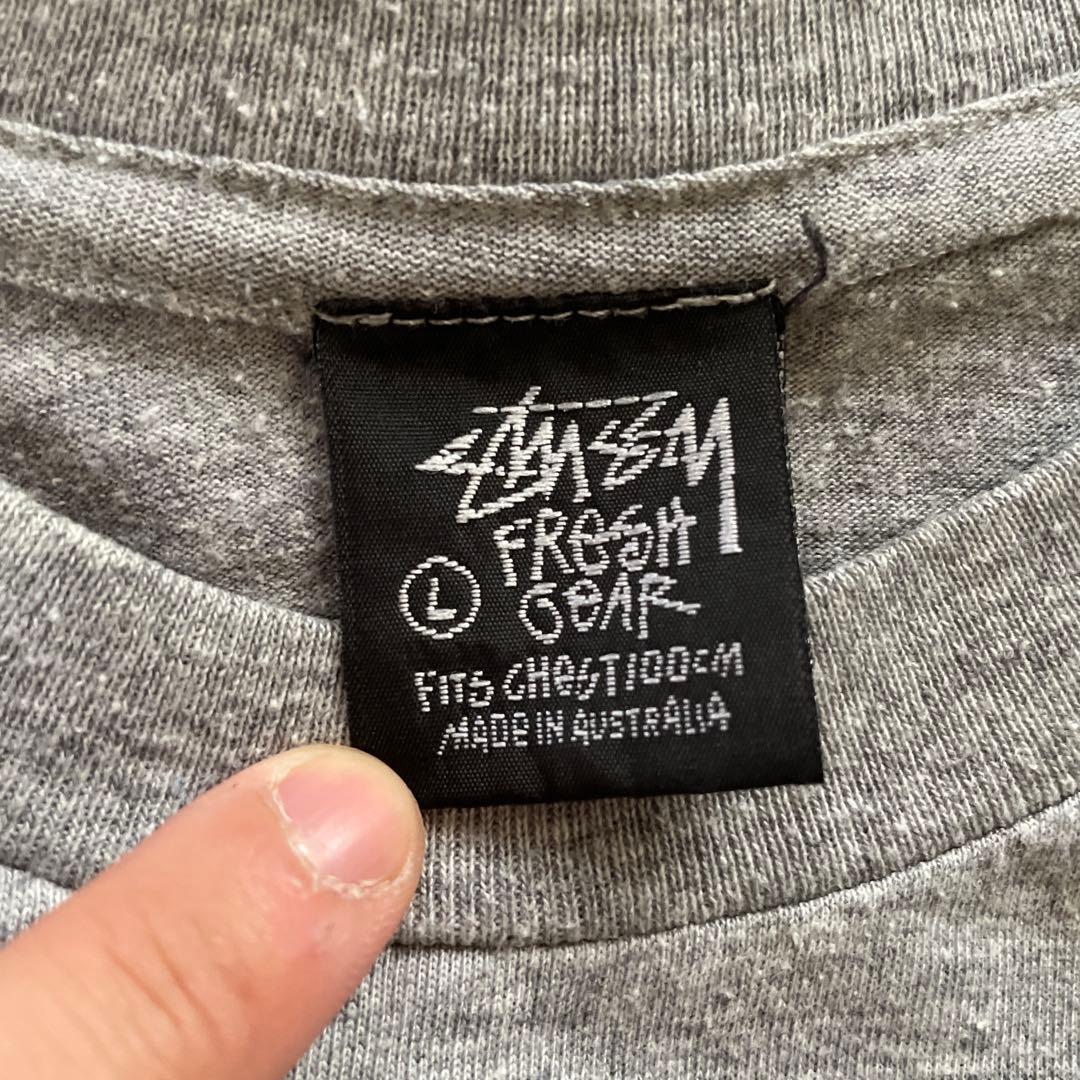 STUSSY
FRESH
GEAR
L
FITS CHEST 100CM
MADE IN AUSTRALIA